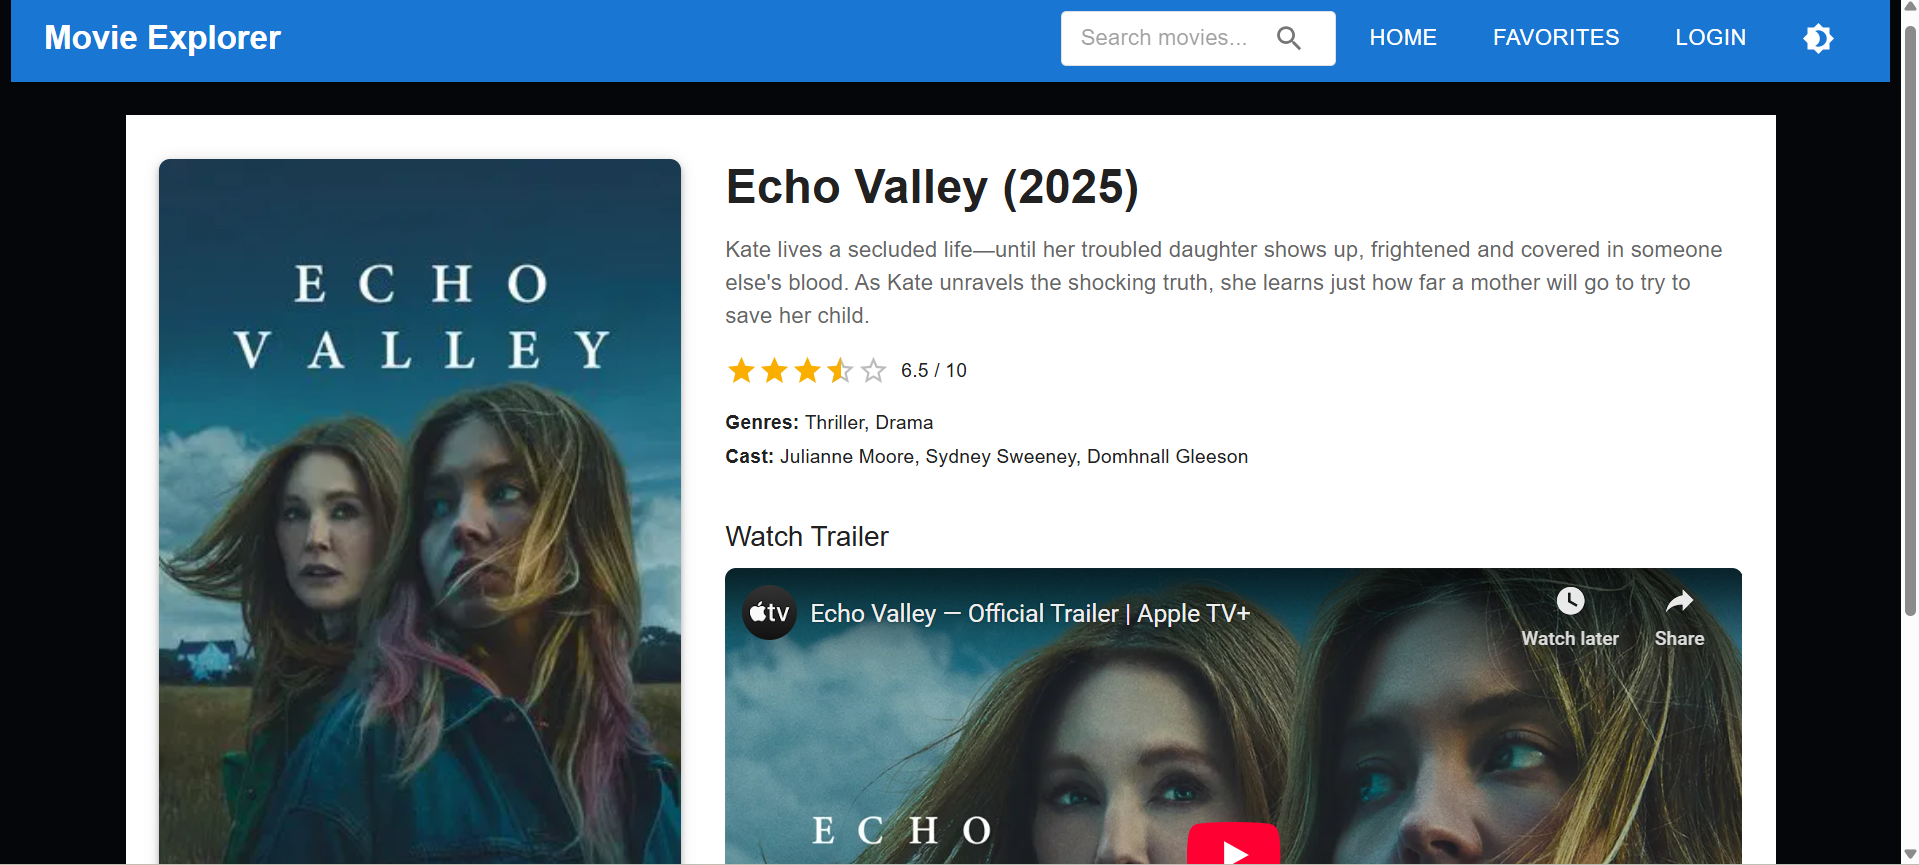 Movie Explorer
Search movies...
HOME
FAVORITES
LOGIN
ECHO
VALLEY
Echo Valley (2025)
Kate lives a secluded life—until her troubled daughter shows up, frightened and covered in someone
else's blood. As Kate unravels the shocking truth, she learns just how far a mother will go to try to
save her child.
6.5 / 10
Genres: Thriller, Drama
Cast: Julianne Moore, Sydney Sweeney, Domhnall Gleeson
Watch Trailer
tv
Echo Valley — Official Trailer | Apple TV+
Watch later
Share
ECHO